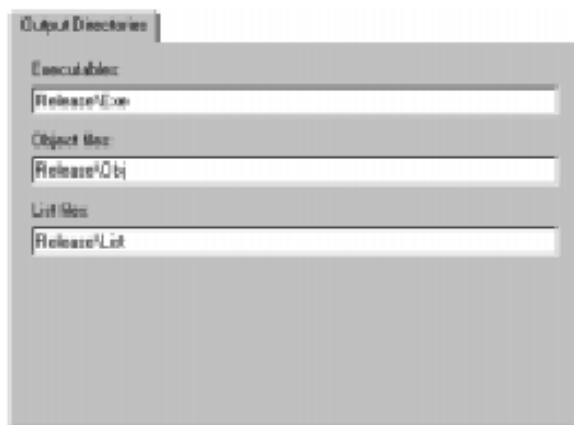 Output Directories
Executables:
Release\Exe
Object files:
Release\Obj
List files:
Release\List